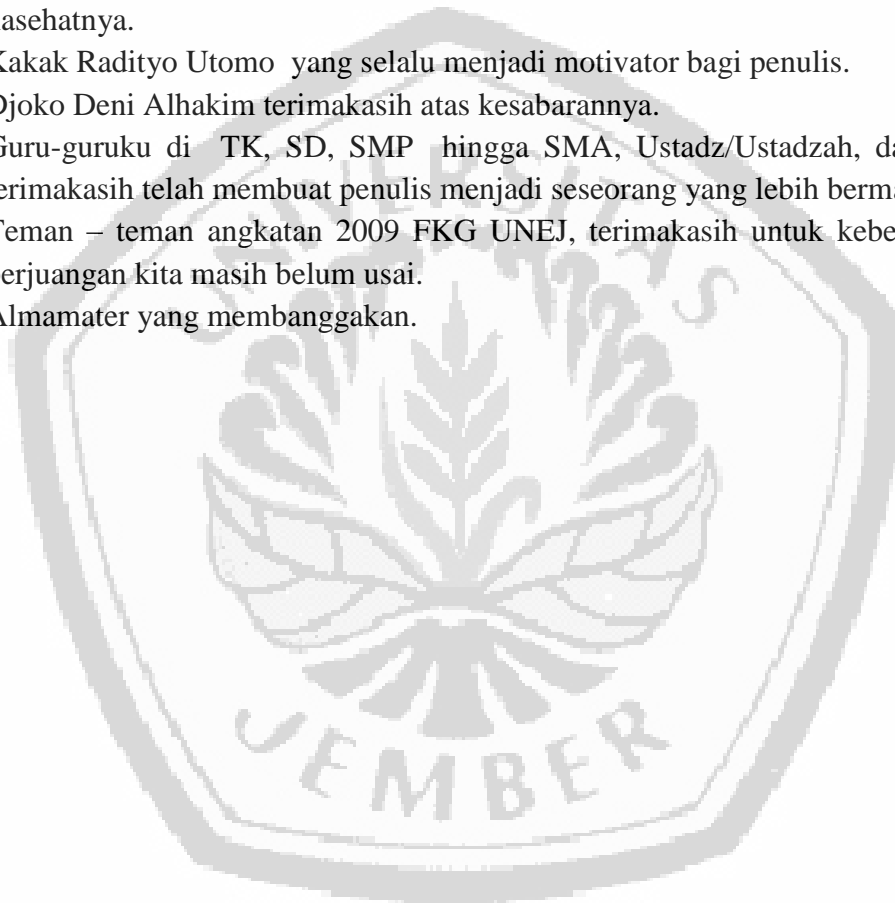 nasehatnya.
Kakak Radityo Utomo yang selalu menjadi motivator bagi penulis.
Djoko Deni Alhakim terimakasih atas kesabarannya.
Guru-guruku di TK, SD, SMP hingga SMA, Ustadz/Ustadzah, da
terimakasih telah membuat penulis menjadi seseorang yang lebih berma
Teman – teman angkatan 2009 FKG UNEJ, terimakasih untuk kebe
perjuangan kita masih belum usai.
Almamater yang membanggakan.
UNIVERSITAS
JEMBER